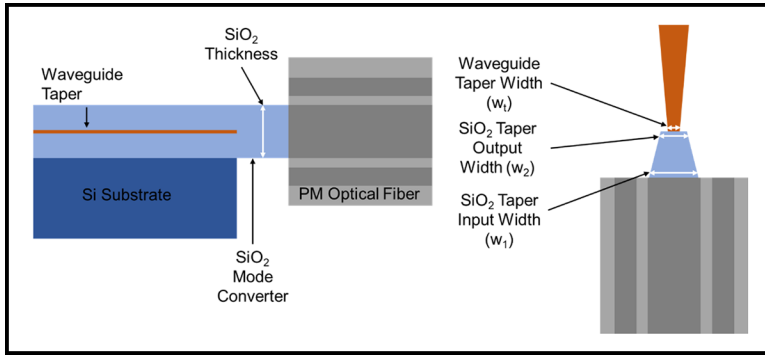 SiO₂
Thickness
Waveguide
Taper
Si Substrate
PM Optical Fiber
SiO₂
Mode
Converter
Waveguide
Taper Width
(wₜ)
SiO₂ Taper
Output
Width (w₂)
SiO₂ Taper
Input Width
(w₁)